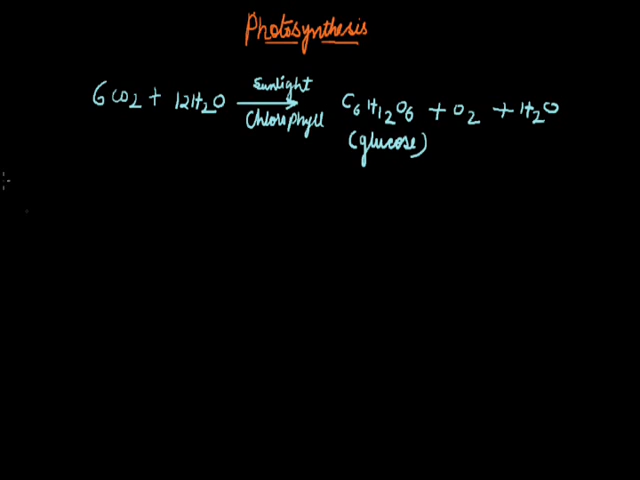 Photosynthesis
6CO2 + 12H2O Sunlight Chlorophyll C6H12O6 + O2 + H2O
(glucose)